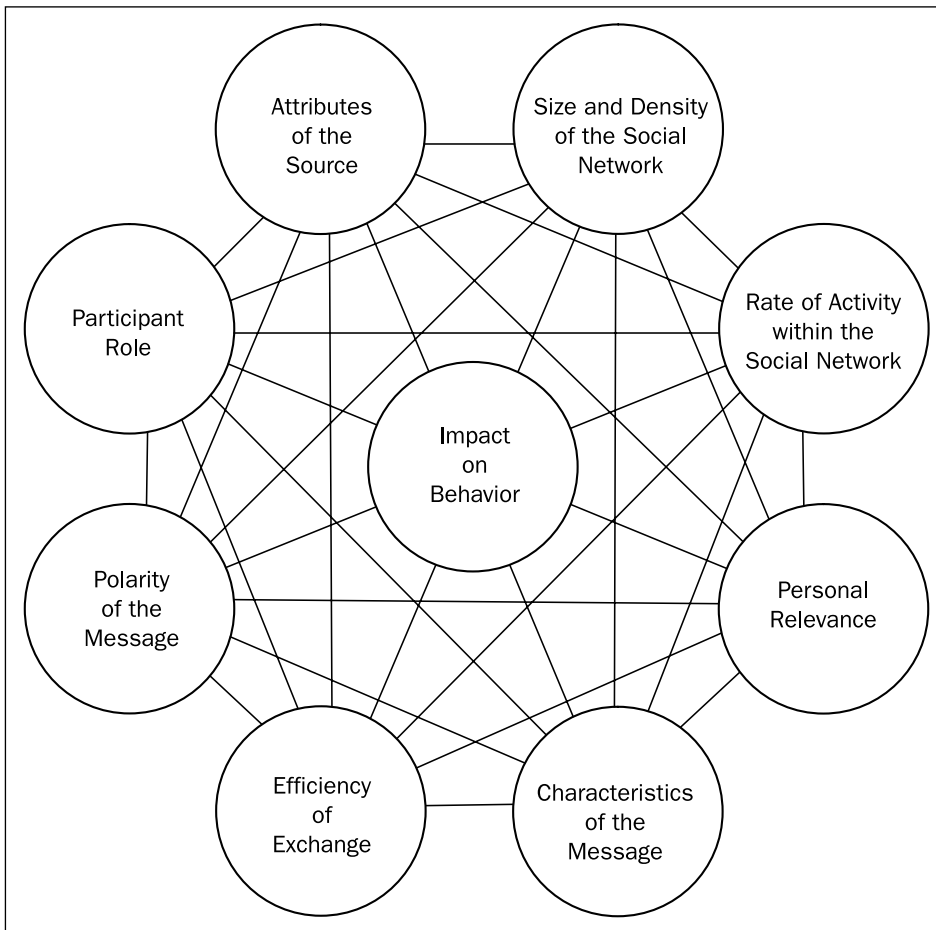 Attributes
of the
Source
Size and Density
of the Social
Network
Participant
Role
Rate of Activity
within the
Social Network
Impact
on
Behavior
Polarity
of the
Message
Personal
Relevance
Efficiency
of
Exchange
Characteristics
of the
Message